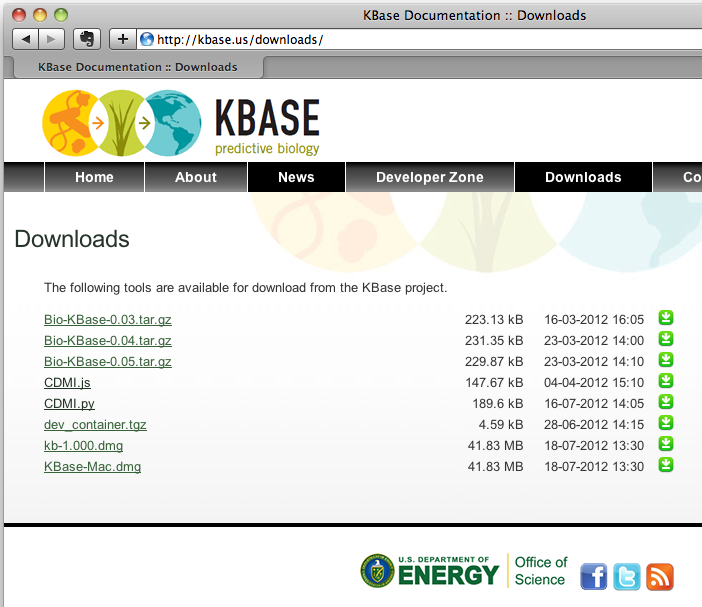 KBase Documentation :: Downloads
http://kbase.us/downloads/
KBase Documentation :: Downloads
KBASE
predictive biology
Home About News Developer Zone Downloads Co
Downloads
The following tools are available for download from the KBase project.
Bio-KBase-0.03.tar.gz 223.13 kB 16-03-2012 16:05
Bio-KBase-0.04.tar.gz 231.35 kB 23-03-2012 14:00
Bio-KBase-0.05.tar.gz 229.87 kB 23-03-2012 14:10
CDMI.js 147.67 kB 04-04-2012 15:10
CDMI.py 189.6 kB 16-07-2012 14:05
dev_container.tgz 4.59 kB 28-06-2012 14:15
kb-1.000.dmg 41.83 MB 18-07-2012 13:30
KBase-Mac.dmg 41.83 MB 18-07-2012 13:30
U.S. DEPARTMENT OF
ENERGY
Office of
Science